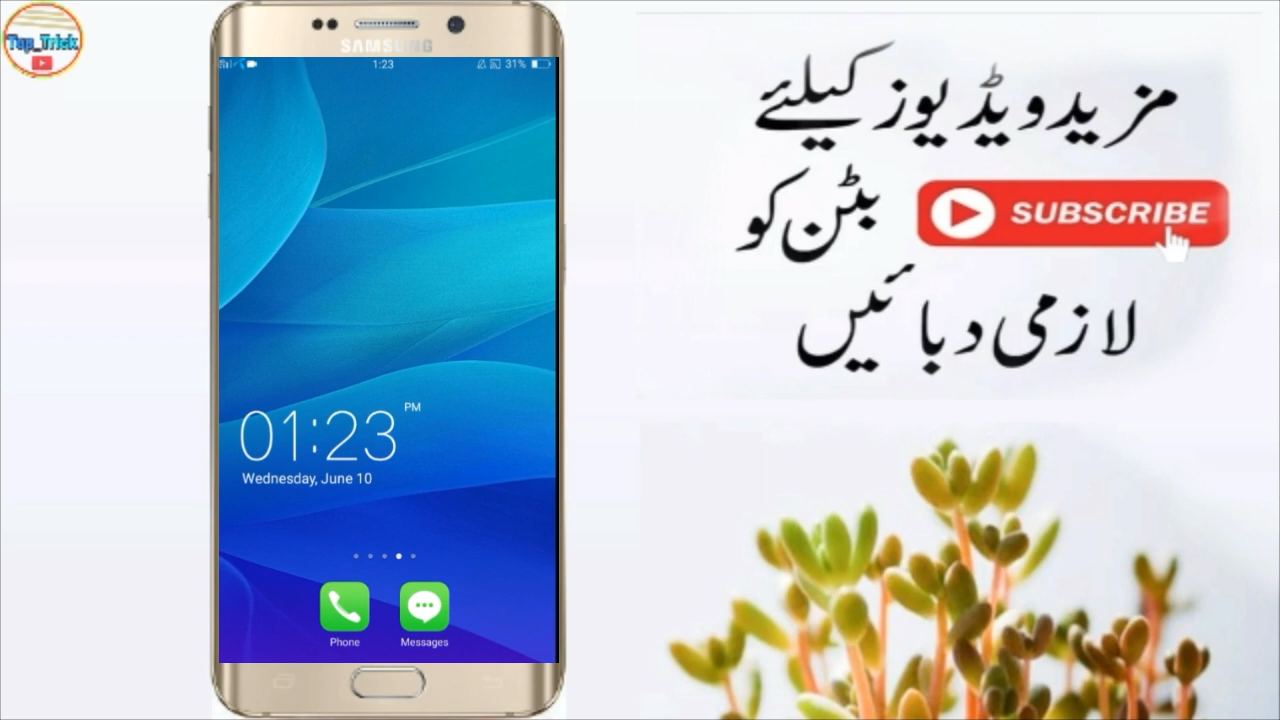 Top_Trick
SAMSUNG
1:23
31%
01:23 PM
Wednesday, June 10
Phone
Messages
مزید ویڈیوز کیلئے
SUBSCRIBE بٹن کو
لازمی دبائیں